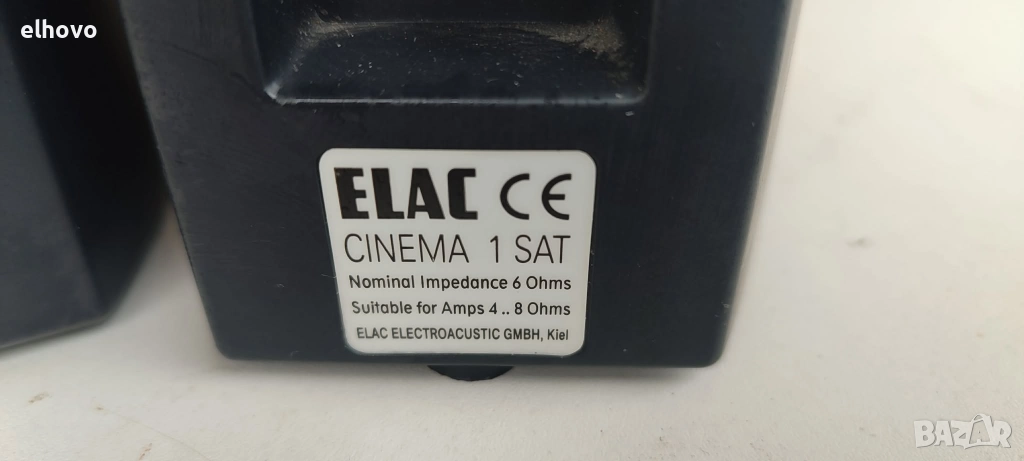 elhovo
ELAC CE
CINEMA 1 SAT
Nominal Impedance 6 Ohms
Suitable for Amps 4 .. 8 Ohms
ELAC ELECTROACUSTIC GMBH, Kiel
BAZAR